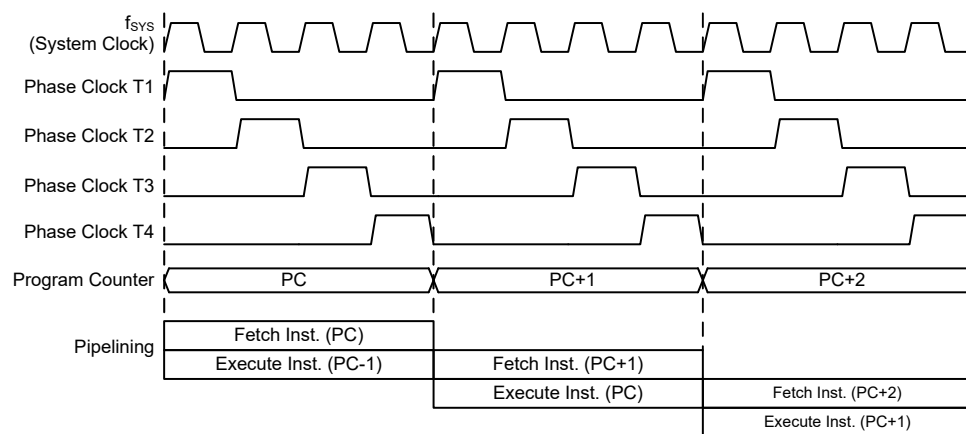 fSYS
(System Clock)
Phase Clock T1
Phase Clock T2
Phase Clock T3
Phase Clock T4
Program Counter PC PC+1 PC+2
Pipelining
Fetch Inst. (PC)
Execute Inst. (PC-1) Fetch Inst. (PC+1)
Execute Inst. (PC) Fetch Inst. (PC+2)
Execute Inst. (PC+1)